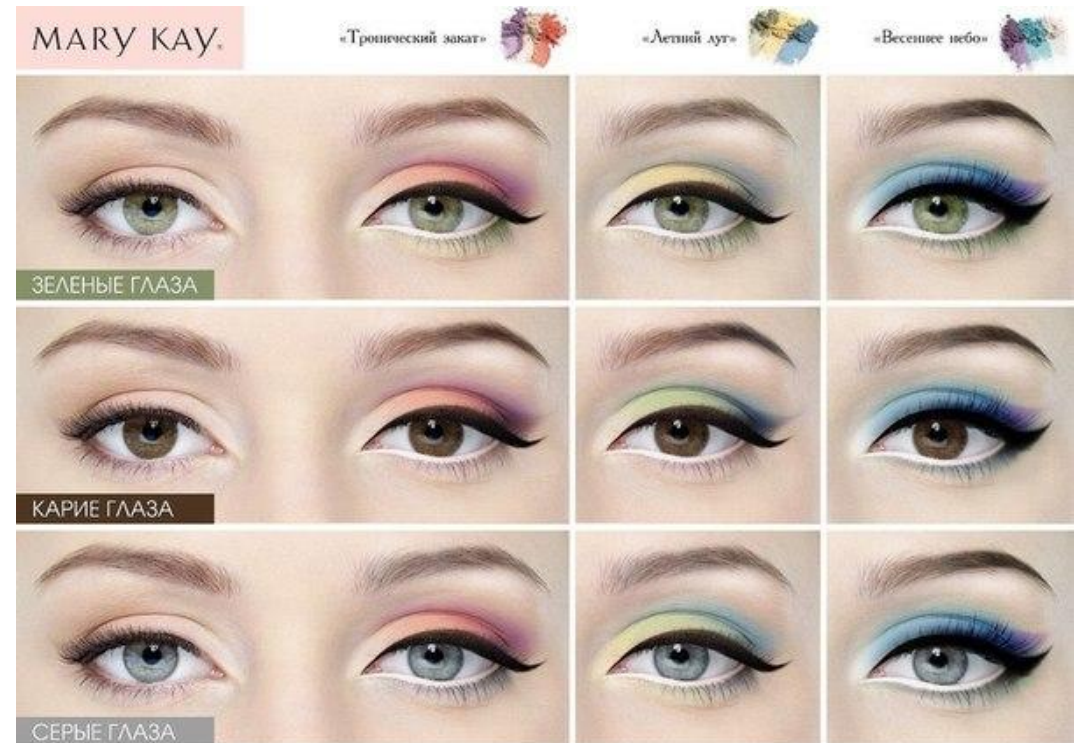 MARY KAY®
«Тропический закат»
«Летний луг»
«Весеннее небо»
ЗЕЛЕНЫЕ ГЛАЗА
КАРИЕ ГЛАЗА
СЕРЫЕ ГЛАЗА